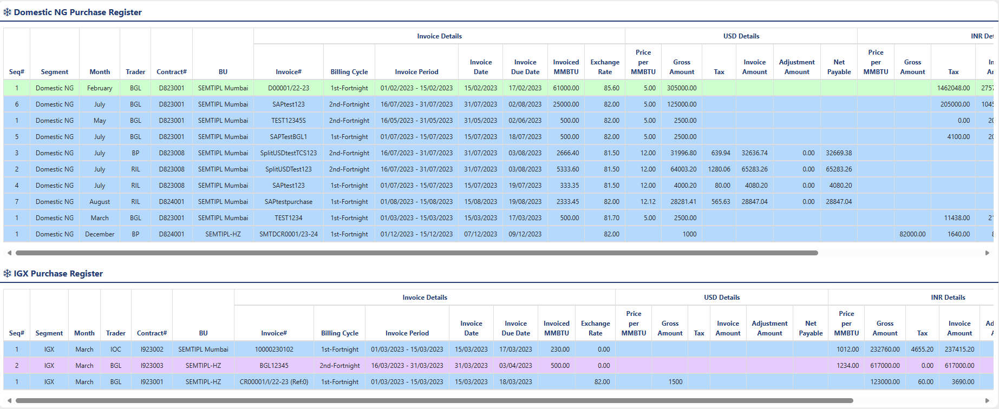 Domestic NG Purchase Register
Invoice Details USD Details INR Det
Seq# Segment Month Trader Contract# BU Invoice# Billing Cycle Invoice Period Invoice Date Invoice Due Date Invoiced MMBTU Exchange Rate Price per MMBTU Gross Amount Tax Invoice Amount Adjustment Amount Net Payable Price per MMBTU Gross Amount Tax In A
1 Domestic NG February BGL D823001 SEMTIPL Mumbai D00001/22-23 1st-Fortnight 01/02/2023 - 15/02/2023 15/02/2023 17/02/2023 61000.00 85.60 5.00 305000.00 1462048.00 2757
6 Domestic NG July BGL D823001 SEMTIPL Mumbai SAPtest123 2nd-Fortnight 16/07/2023 - 31/07/2023 31/07/2023 02/08/2023 25000.00 82.00 5.00 125000.00 205000.00 1045
1 Domestic NG May BGL D823001 SEMTIPL Mumbai TEST12345S 2nd-Fortnight 16/05/2023 - 31/05/2023 31/05/2023 02/06/2023 500.00 82.00 5.00 2500.00 0.00 20
5 Domestic NG July BGL D823001 SEMTIPL Mumbai SAPTestBGL1 1st-Fortnight 01/07/2023 - 15/07/2023 15/07/2023 18/07/2023 500.00 82.00 5.00 2500.00 4100.00 20
3 Domestic NG July BP D823008 SEMTIPL Mumbai SplitUSDtestTCS123 2nd-Fortnight 16/07/2023 - 31/07/2023 31/07/2023 03/08/2023 2666.40 81.50 12.00 31996.80 639.94 32636.74 0.00 32669.38
2 Domestic NG July RIL D823008 SEMTIPL Mumbai SplitUSDTest123 2nd-Fortnight 16/07/2023 - 31/07/2023 31/07/2023 03/08/2023 5333.60 81.50 12.00 64003.20 1280.06 65283.26 0.00 65283.26
4 Domestic NG July RIL D823008 SEMTIPL Mumbai SAPtest123 1st-Fortnight 01/07/2023 - 15/07/2023 15/07/2023 19/07/2023 333.35 81.50 12.00 4000.20 80.00 4080.20 0.00 4080.20
7 Domestic NG August RIL D824001 SEMTIPL Mumbai SAPtestpurchase 1st-Fortnight 01/08/2023 - 15/08/2023 15/08/2023 19/08/2023 2333.45 82.00 12.12 28281.41 565.63 28847.04 0.00 28847.04
1 Domestic NG March BGL D823001 SEMTIPL Mumbai TEST1234 1st-Fortnight 01/03/2023 - 15/03/2023 15/03/2023 17/03/2023 500.00 81.70 5.00 2500.00 11438.00 21
1 Domestic NG December BP D824001 SEMTIPL-HZ SMTDCR0001/23-24 1st-Fortnight 01/12/2023 - 15/12/2023 07/12/2023 09/12/2023 82.00 1000 82000.00 1640.00
IGX Purchase Register
Invoice Details USD Details INR Details
Seq# Segment Month Trader Contract# BU Invoice# Billing Cycle Invoice Period Invoice Date Invoice Due Date Invoiced MMBTU Exchange Rate Price per MMBTU Gross Amount Tax Invoice Amount Adjustment Amount Net Payable Price per MMBTU Gross Amount Tax Invoice Amount Ad
1 IGX March IOC I923002 SEMTIPL Mumbai 10000230102 1st-Fortnight 01/03/2023 - 15/03/2023 15/03/2023 17/03/2023 230.00 0.00 1012.00 232760.00 4655.20 237415.20
2 IGX March BGL I923003 SEMTIPL-HZ BGL12345 2nd-Fortnight 16/03/2023 - 31/03/2023 31/03/2023 03/04/2023 500.00 0.00 1234.00 617000.00 0.00 617000.00
1 IGX March BGL I923001 SEMTIPL-HZ CR00001/I/22-23 (Ref:0) 1st-Fortnight 01/03/2023 - 15/03/2023 15/03/2023 18/03/2023 82.00 1500 123000.00 60.00 3690.00